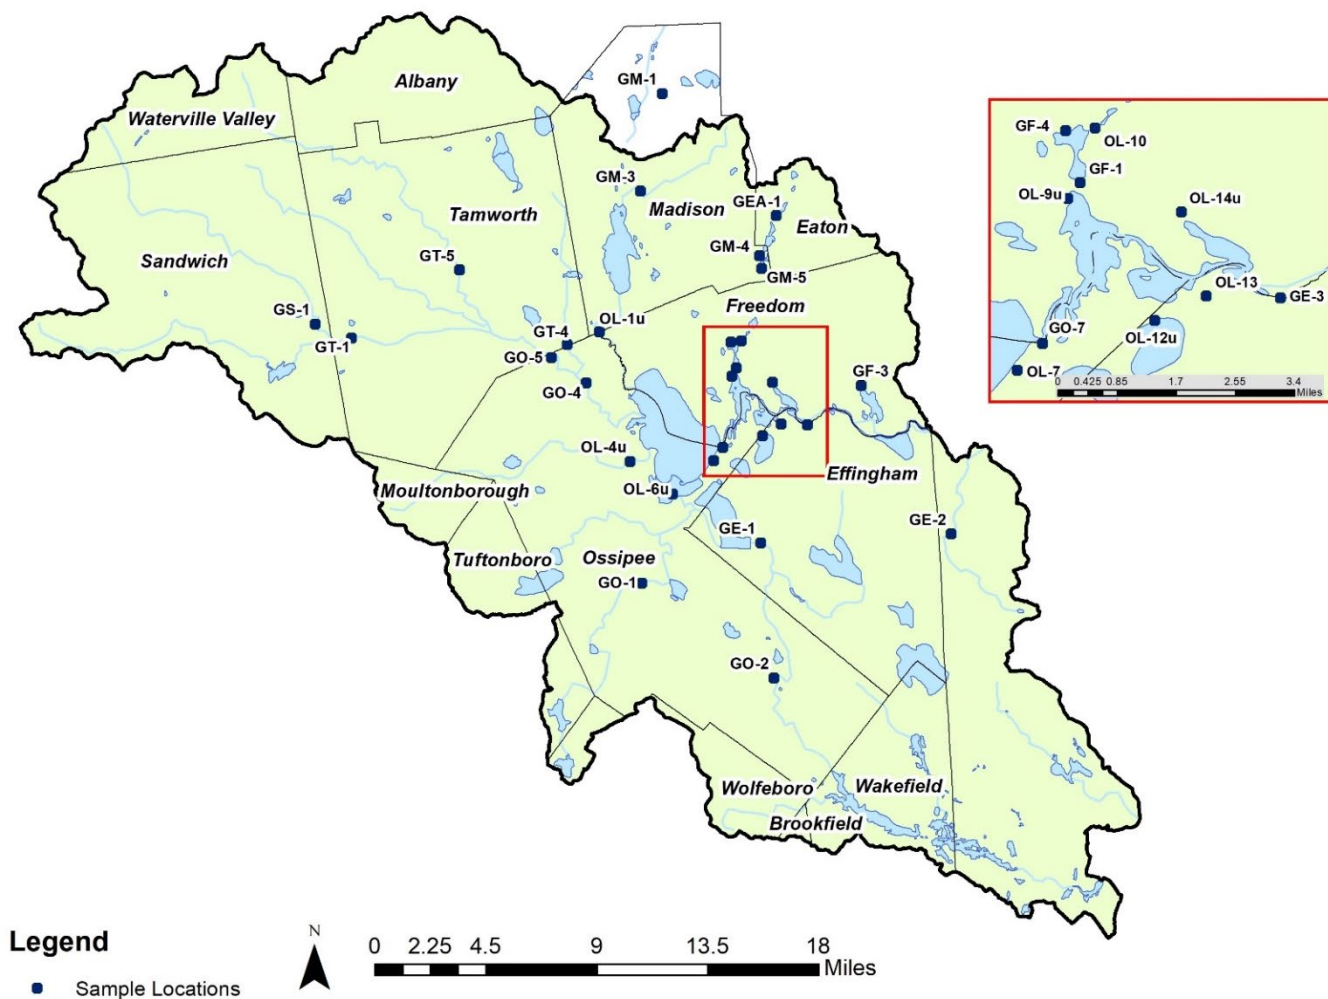 GM-1
Albany
Waterville Valley
GM-3
Madison
GEA-1
Tamworth
Eaton
GM-4
GT-5
GM-5
Sandwich
Freedom
GS-1
OL-1u
GT-1
GT-4
GO-5
GF-3
GO-4
OL-4u
Effingham
Moultonborough
OL-6u
GE-2
GE-1
Tuftonboro
Ossipee
GO-1
GO-2
Wolfeboro
Wakefield
Brookfield
GF-4
OL-10
GF-1
OL-9u
OL-14u
OL-13
GE-3
GO-7
OL-12u
OL-7
0 0.425 0.85 1.7 2.55 3.4
Miles
Legend
Sample Locations
N
0 2.25 4.5 9 13.5 18
Miles